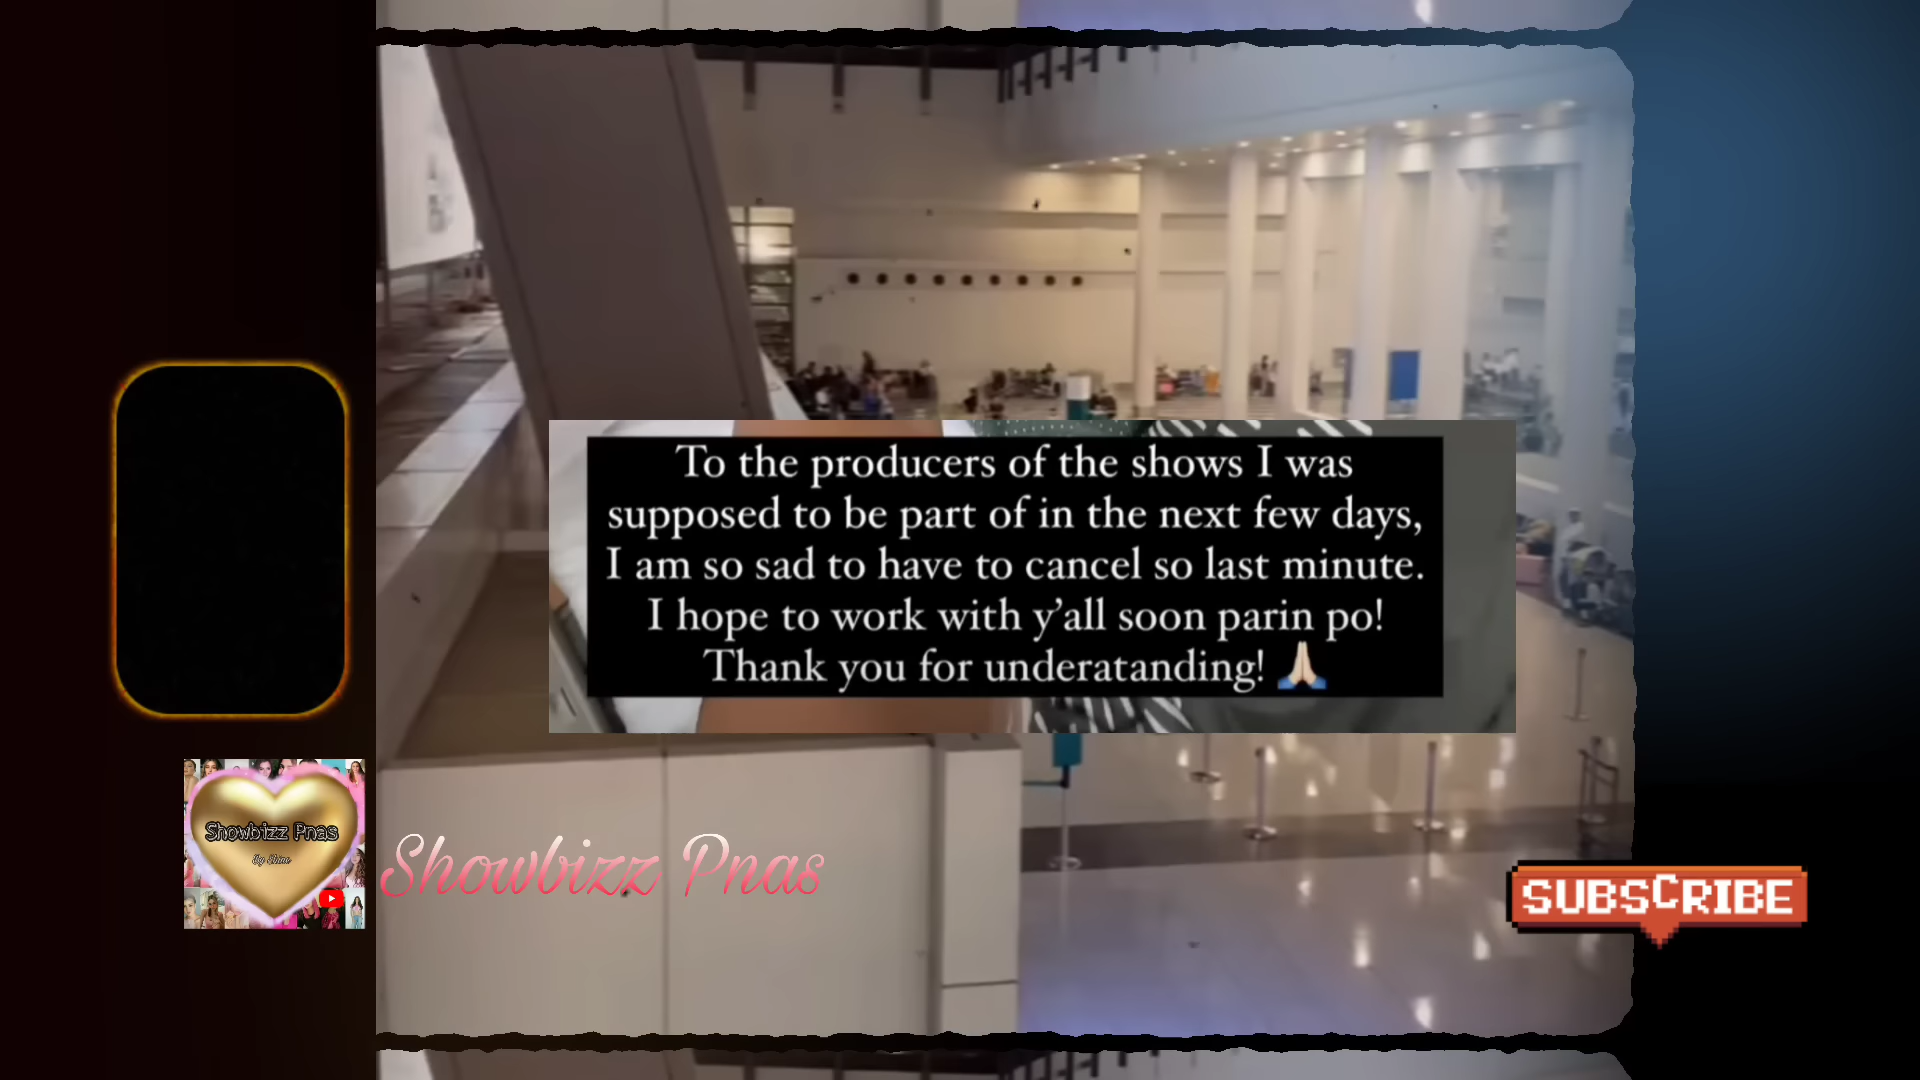 To the producers of the shows I was
supposed to be part of in the next few days,
I am so sad to have to cancel so last minute.
I hope to work with y'all soon parin po!
Thank you for underatanding! 🙏🏻
Showbizz Pnas
By Shine
Showbizz Pnas
SUBSCRIBE